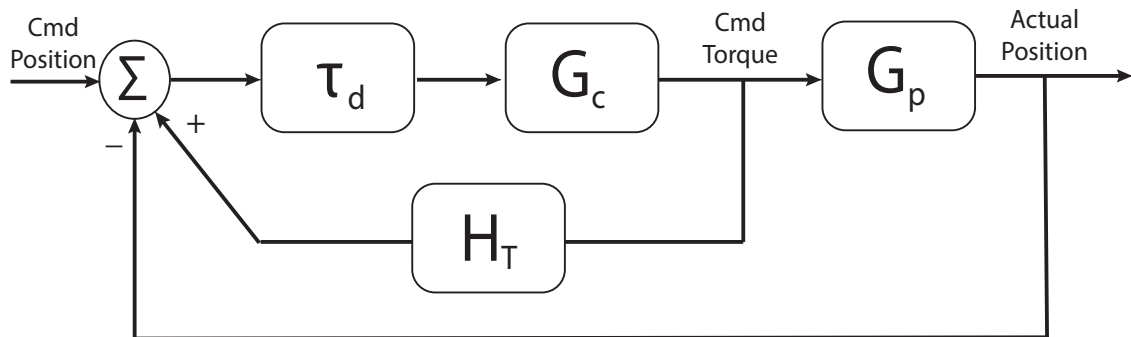 Cmd
Position
Σ
τd
Gc
Cmd
Torque
Gp
Actual
Position
+
−
HT